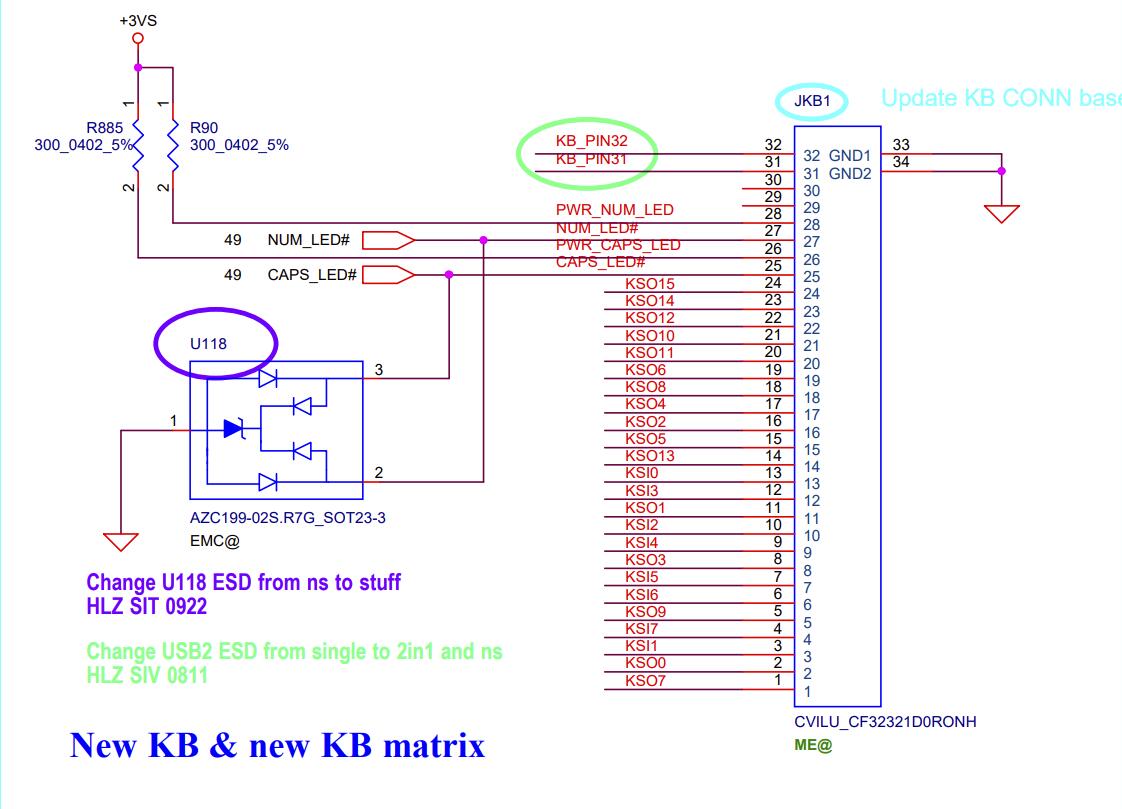 +3VS
1
1
R885
300_0402_5%
R90
300_0402_5%
2
2
JKB1
Update KB CONN base
KB_PIN32
KB_PIN31
32
31
30
29
28
27
26
25
24
23
22
21
20
19
18
17
16
15
14
13
12
11
10
9
8
7
6
5
4
3
2
1
32 GND1
31 GND2
30
29
28
27
26
25
24
23
22
21
20
19
18
17
16
15
14
13
12
11
10
9
8
7
6
5
4
3
2
1
33
34
PWR_NUM_LED
NUM_LED#
PWR_CAPS_LED
CAPS_LED#
49 NUM_LED#
49 CAPS_LED#
KSO15
KSO14
KSO12
KSO10
KSO11
KSO6
KSO8
KSO4
KSO2
KSO5
KSO13
KSI0
KSI3
KSO1
KSI2
KSI4
KSO3
KSI5
KSI6
KSO9
KSI7
KSI1
KSO0
KSO7
U118
3
1
2
AZC199-02S.R7G_SOT23-3
EMC@
Change U118 ESD from ns to stuff
HLZ SIT 0922
Change USB2 ESD from single to 2in1 and ns
HLZ SIV 0811
New KB & new KB matrix
CVILU_CF32321D0RONH
ME@